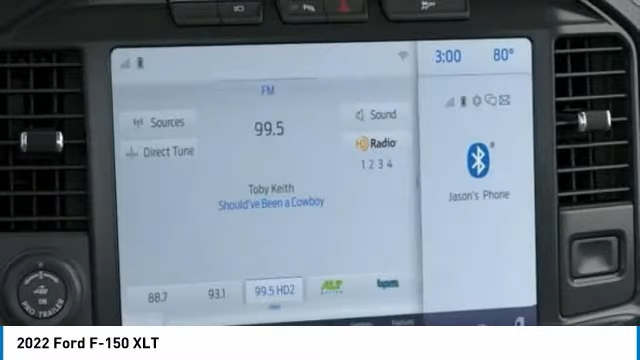 3:00 80°
FM
Sources
Sound
99.5
Direct Tune
HD Radio
1 2 3 4
Toby Keith
Should've Been a Cowboy
Jason's Phone
88.7
93.1
99.5 HD2
ALT
bpm
PRO TRAILER
2022 Ford F-150 XLT